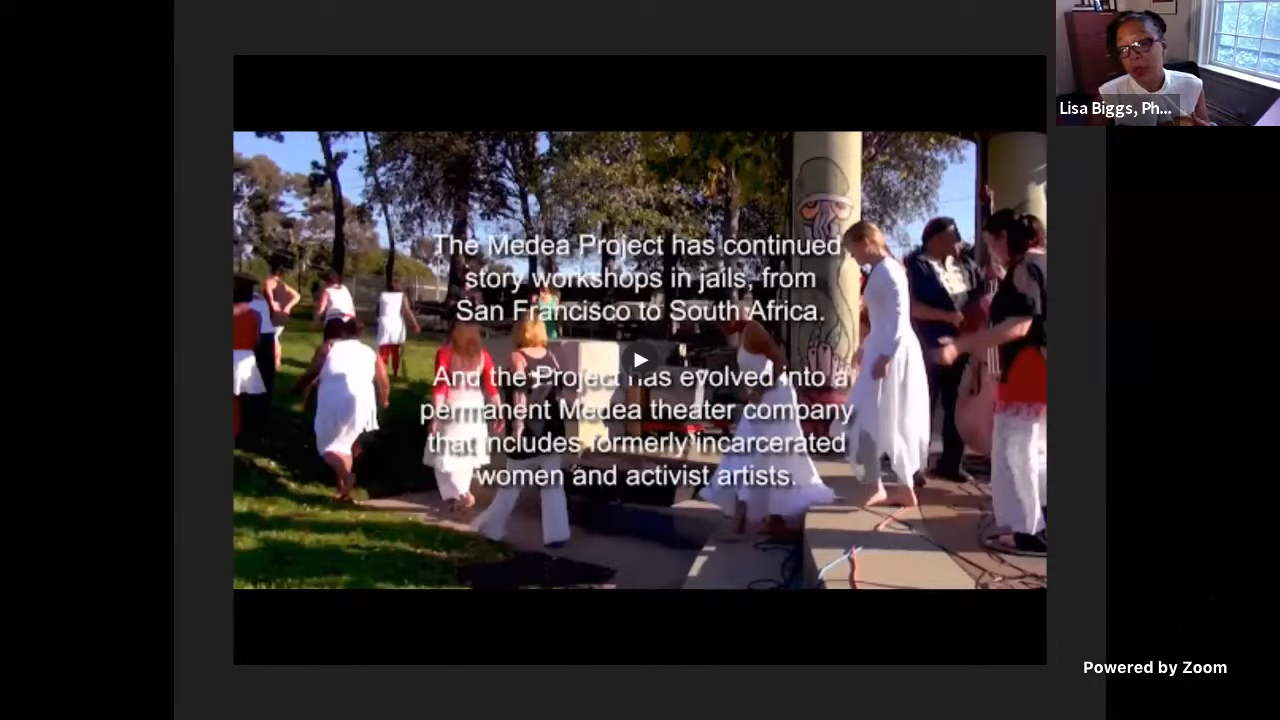 Lisa Biggs, Ph...
The Medea Project has continued
story workshops in jails, from
San Francisco to South Africa.
And the Project has evolved into a
permanent Medea theater company
that includes formerly incarcerated
women and activist artists.
Powered by Zoom